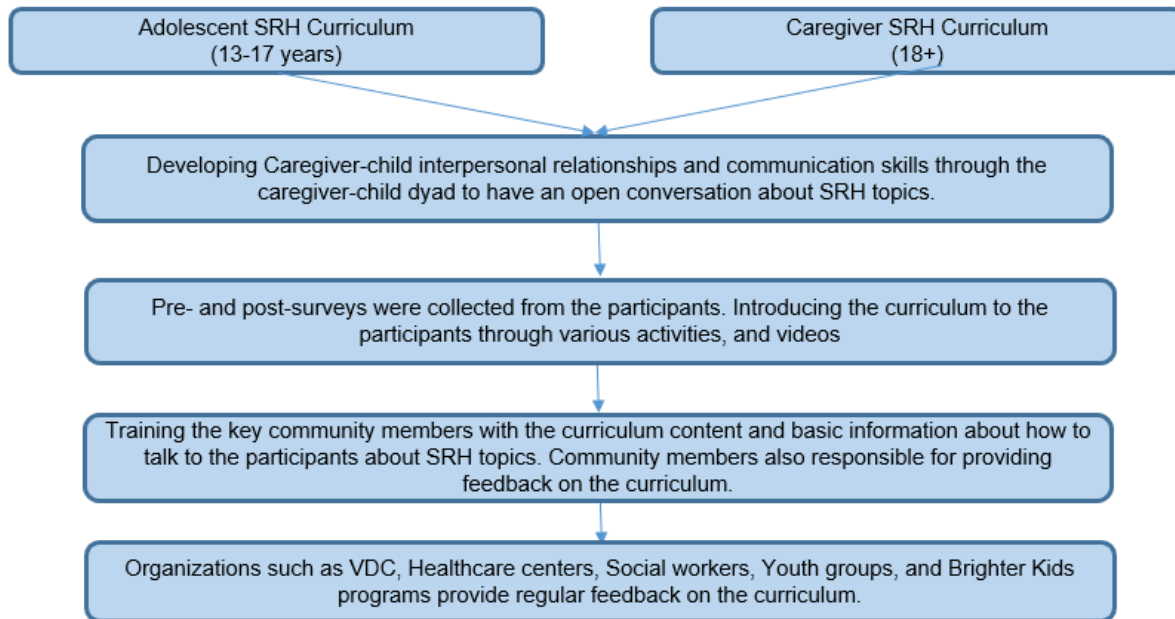 Adolescent SRH Curriculum
(13-17 years)
Caregiver SRH Curriculum
(18+)
Developing Caregiver-child interpersonal relationships and communication skills through the
caregiver-child dyad to have an open conversation about SRH topics.
Pre- and post-surveys were collected from the participants. Introducing the curriculum to the
participants through various activities, and videos
Training the key community members with the curriculum content and basic information about how to
talk to the participants about SRH topics. Community members also responsible for providing
feedback on the curriculum.
Organizations such as VDC, Healthcare centers, Social workers, Youth groups, and Brighter Kids
programs provide regular feedback on the curriculum.